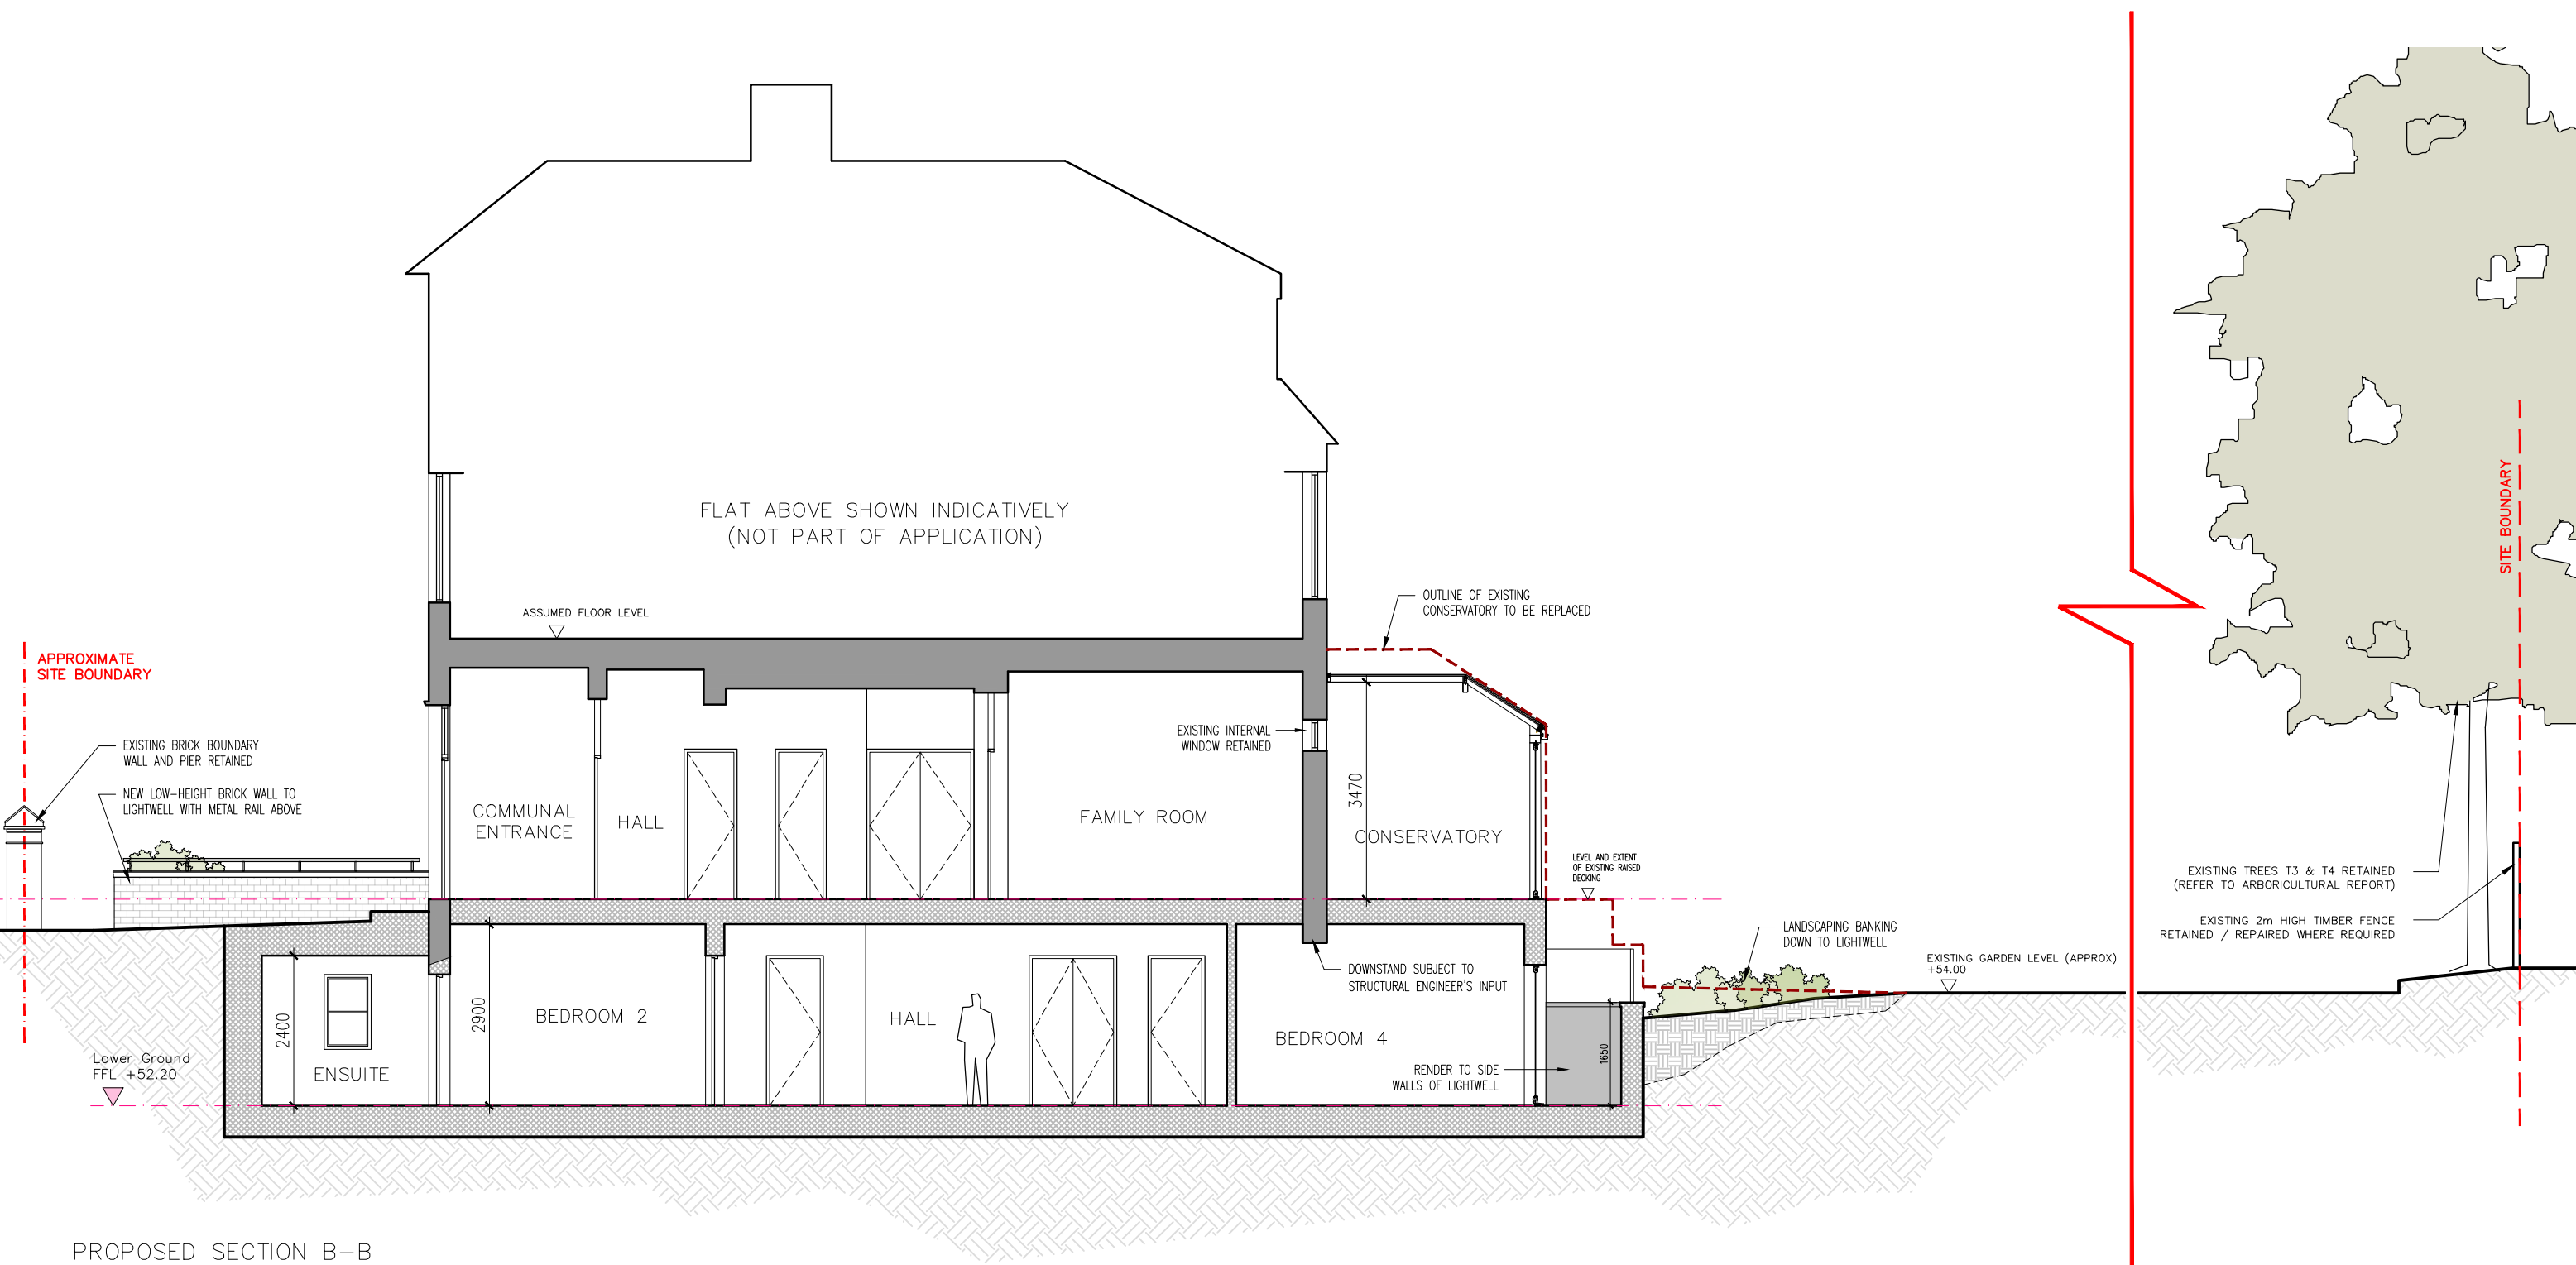 FLAT ABOVE SHOWN INDICATIVELY
(NOT PART OF APPLICATION)
ASSUMED FLOOR LEVEL
OUTLINE OF EXISTING
CONSERVATORY TO BE REPLACED
SITE BOUNDARY
APPROXIMATE
SITE BOUNDARY
EXISTING BRICK BOUNDARY
WALL AND PIER RETAINED
NEW LOW-HEIGHT BRICK WALL TO
LIGHTWELL WITH METAL RAIL ABOVE
EXISTING INTERNAL
WINDOW RETAINED
COMMUNAL
ENTRANCE
HALL
FAMILY ROOM
3470
CONSERVATORY
LEVEL AND EXTENT
OF EXISTING RAISED
DECKING
EXISTING TREES T3 & T4 RETAINED
(REFER TO ARBORICULTURAL REPORT)
EXISTING 2m HIGH TIMBER FENCE
RETAINED / REPAIRED WHERE REQUIRED
LANDSCAPING BANKING
DOWN TO LIGHTWELL
EXISTING GARDEN LEVEL (APPROX)
+54.00
DOWNSTAND SUBJECT TO
STRUCTURAL ENGINEER'S INPUT
2400
2900
BEDROOM 2
HALL
BEDROOM 4
1650
Lower Ground
FFL +52.20
ENSUITE
RENDER TO SIDE
WALLS OF LIGHTWELL
PROPOSED SECTION B-B